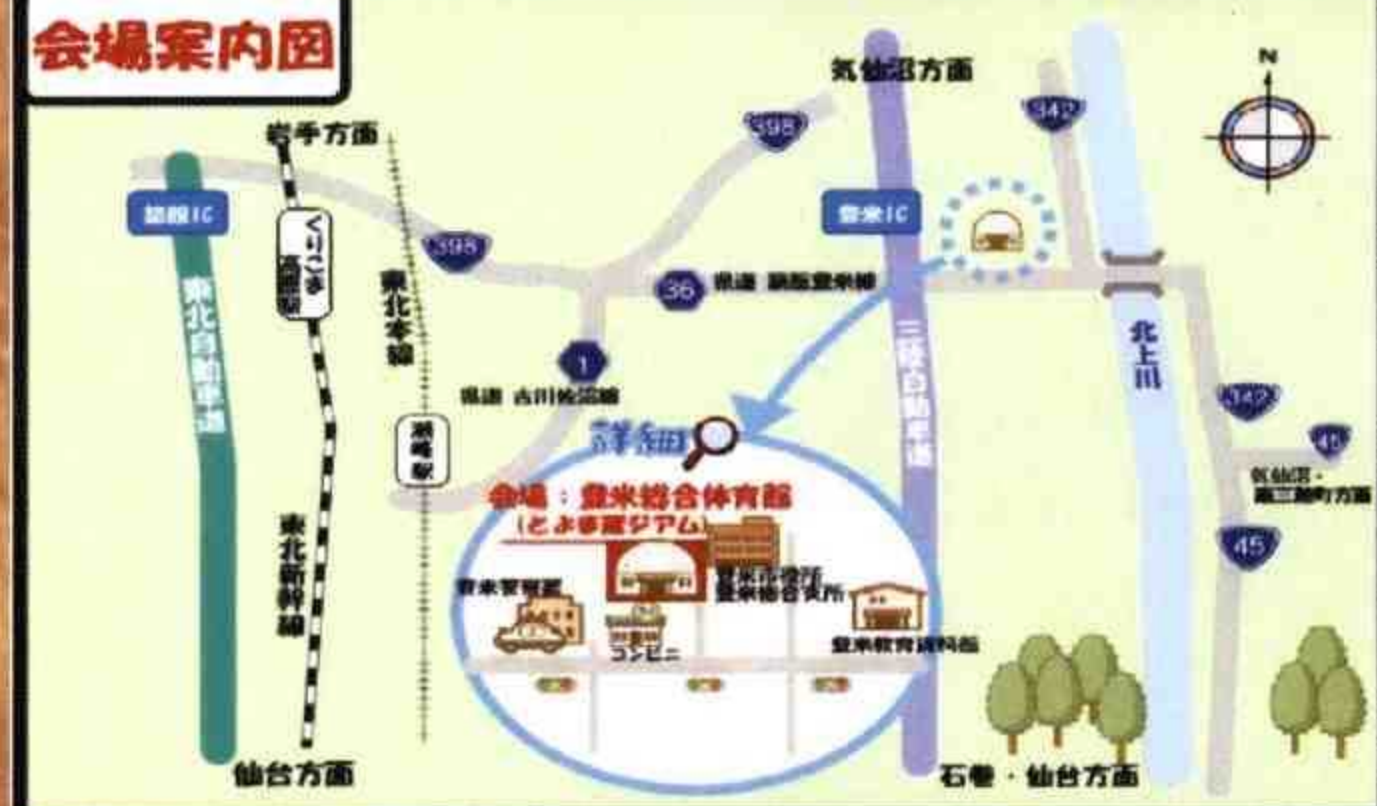 会場案内図
気仙沼方面
N
岩手方面
398
342
築館IC
登米IC
くりこま
高原駅
398
36
県道 築館登米線
東北自動車道
東北本線
三陸自動車道
北上川
1
県道 古川佐沼線
342
詳細
瀬峰駅
45
気仙沼・
南三陸町方面
会場:登米総合体育館
(とよま蔵ジアム)
東北新幹線
45
登米市役所
登米総合支所
登米警察署
コンビニ
登米教育資料館
仙台方面
石巻・仙台方面